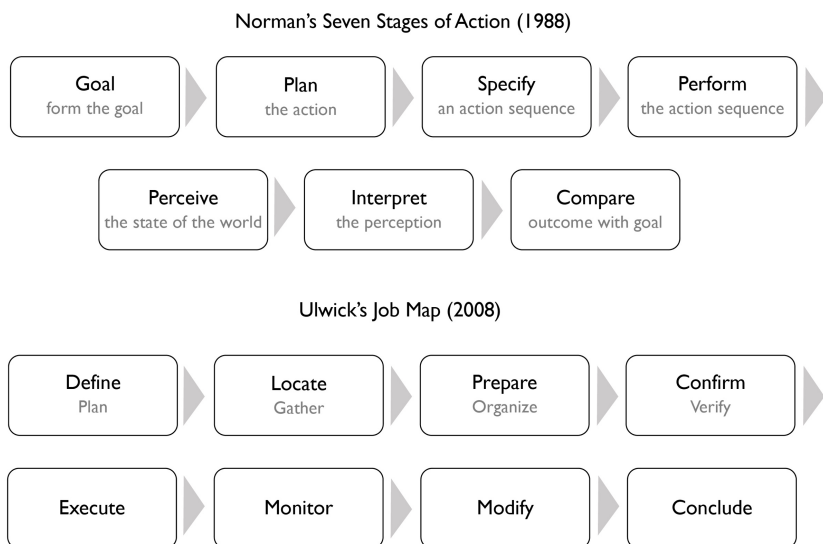 Norman's Seven Stages of Action (1988)
Goal
form the goal
Plan
the action
Specify
an action sequence
Perform
the action sequence
Perceive
the state of the world
Interpret
the perception
Compare
outcome with goal
Ulwick's Job Map (2008)
Define
Plan
Locate
Gather
Prepare
Organize
Confirm
Verify
Execute
Monitor
Modify
Conclude